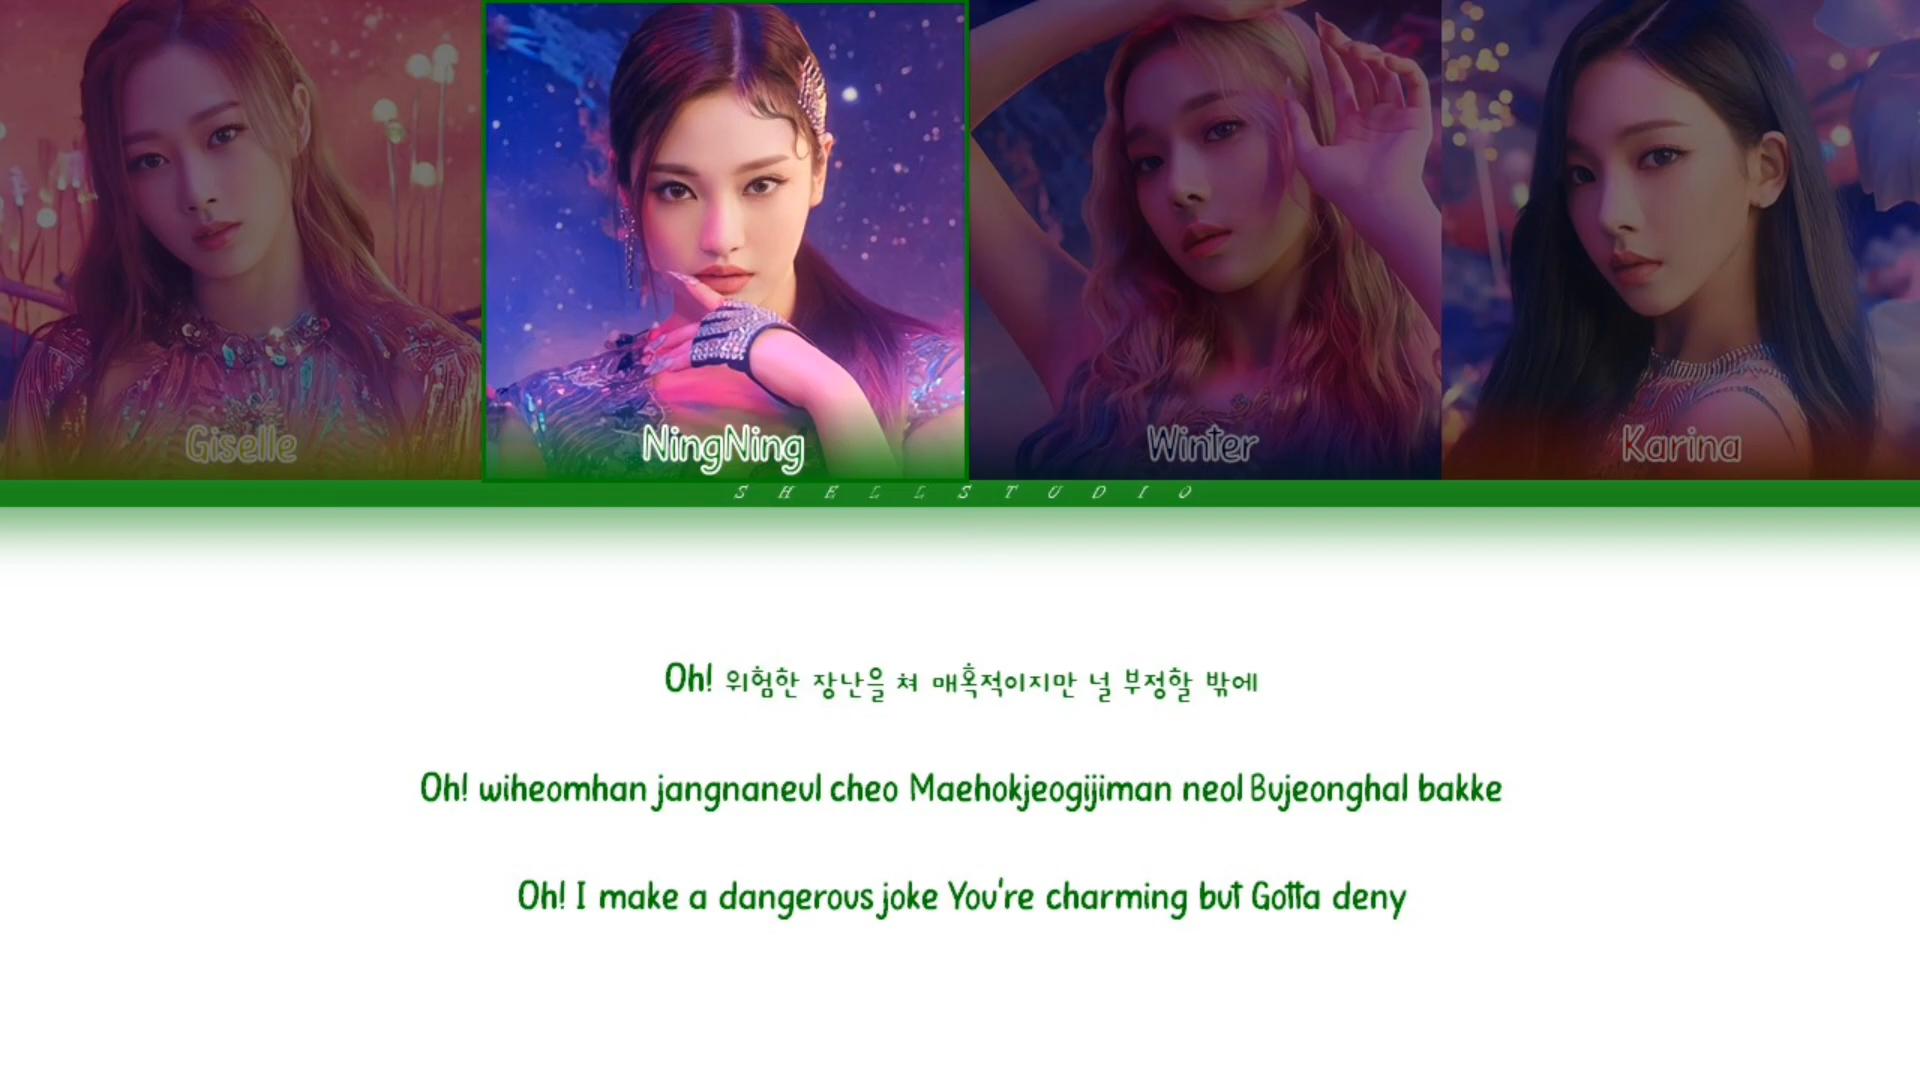 Giselle NingNing Winter Karina
SHELLSTUDIO
Oh! 위험한 장난을 쳐 매혹적이지만 널 부정할 밖에
Oh! wiheomhan jangnaneul cheo Maehokjeogijiman neol Bujeonghal bakke
Oh! I make a dangerous joke You're charming but Gotta deny